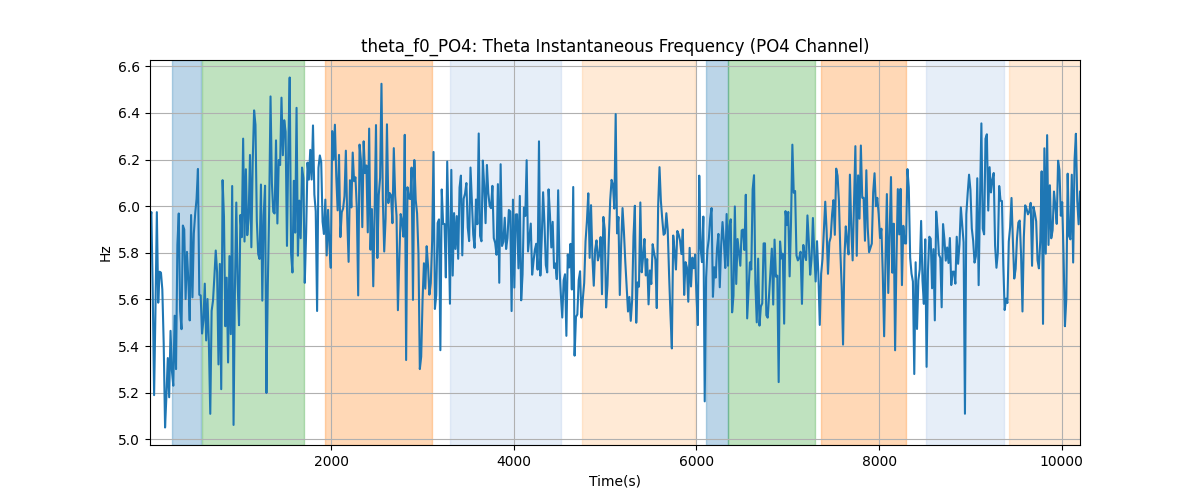 theta_f0_PO4: Theta Instantaneous Frequency (PO4 Channel)
6.6
6.4
6.2
6.0
5.8
5.6
5.4
5.2
5.0
Hz
2000 4000 6000 8000 10000
Time(s)